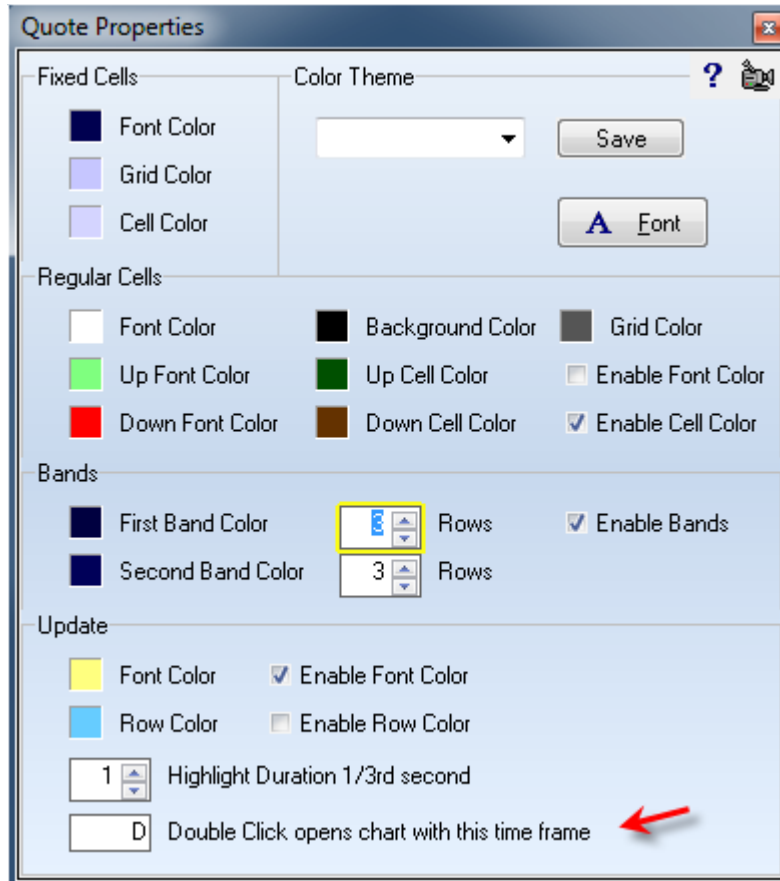 Quote Properties
Fixed Cells
Color Theme
?
Font Color
Save
Grid Color
Cell Color
A Font
Regular Cells
Font Color
Background Color
Grid Color
Up Font Color
Up Cell Color
Enable Font Color
Down Font Color
Down Cell Color
Enable Cell Color
Bands
First Band Color
3
Rows
Enable Bands
Second Band Color
3
Rows
Update
Font Color
Enable Font Color
Row Color
Enable Row Color
1
Highlight Duration 1/3rd second
D
Double Click opens chart with this time frame